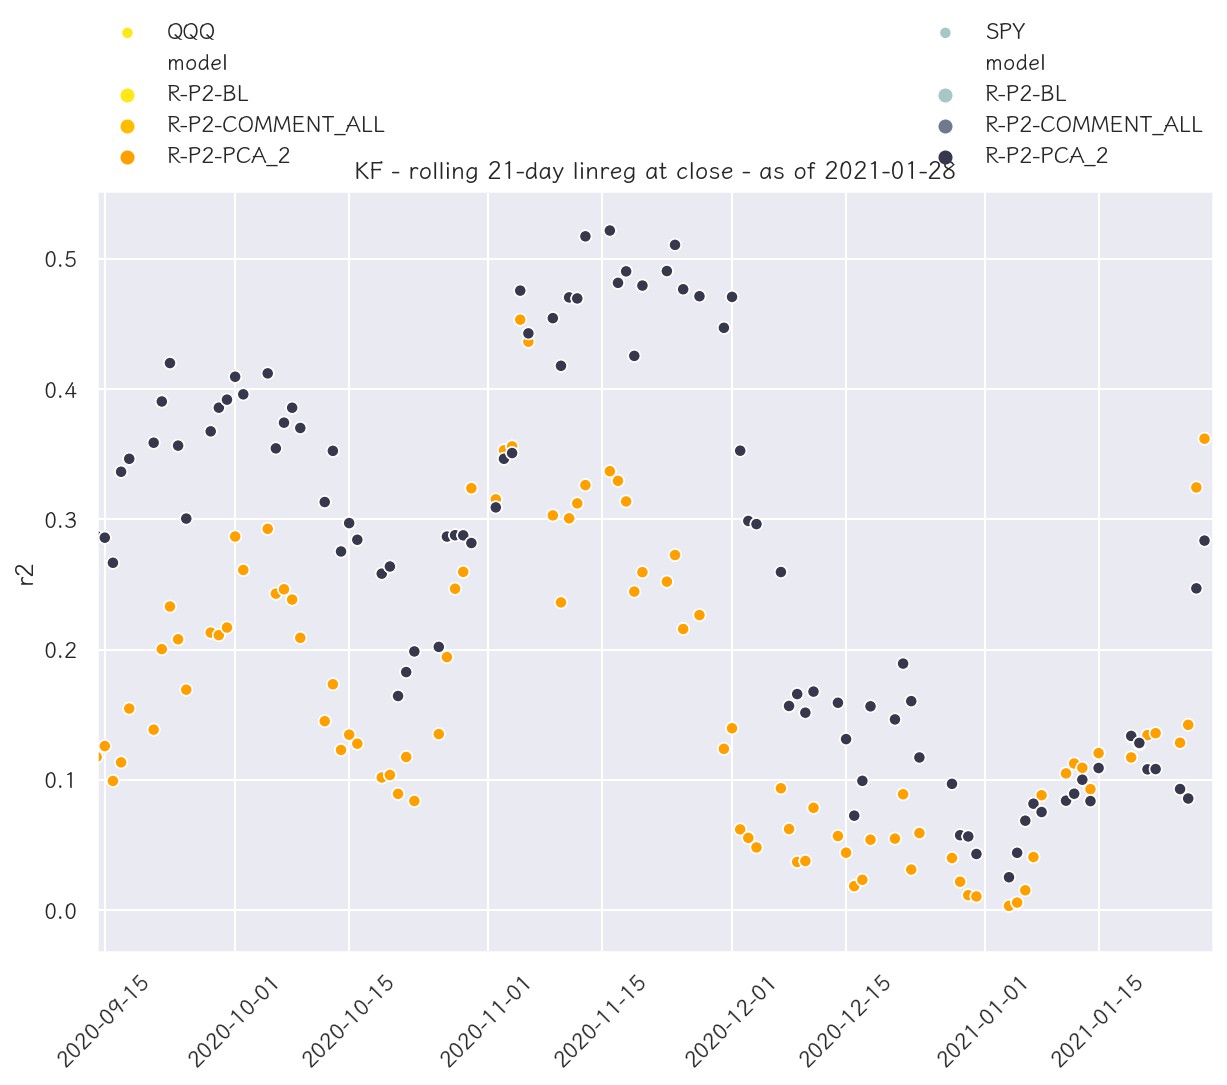 QQQ
model
R-P2-BL
R-P2-COMMENT_ALL
R-P2-PCA_2
SPY
model
R-P2-BL
R-P2-COMMENT_ALL
R-P2-PCA_2
KF - rolling 21-day linreg at close - as of 2021-01-28
0.5
0.4
0.3
0.2
0.1
0.0
r2
2020-09-15
2020-10-01
2020-10-15
2020-11-01
2020-11-15
2020-12-01
2020-12-15
2021-01-01
2021-01-15